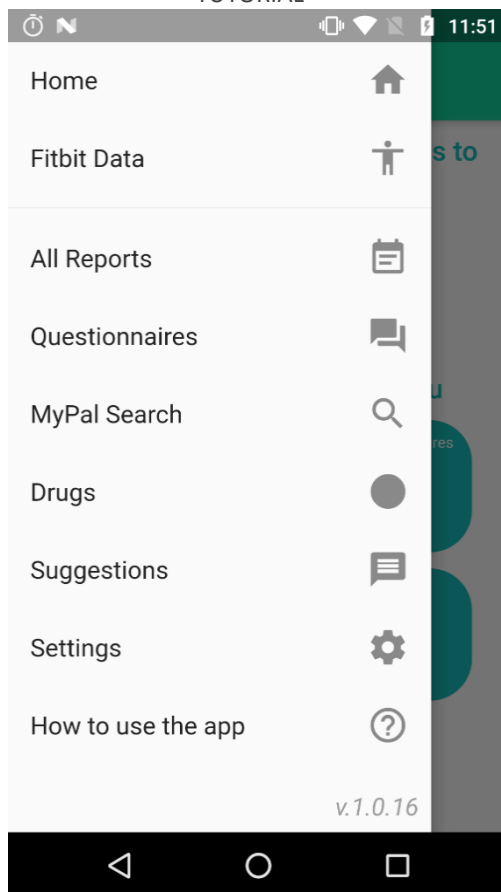 11:51
Home
Fitbit Data
s to
All Reports
Questionnaires
MyPal Search
u
res
Drugs
Suggestions
Settings
How to use the app
v.1.0.16